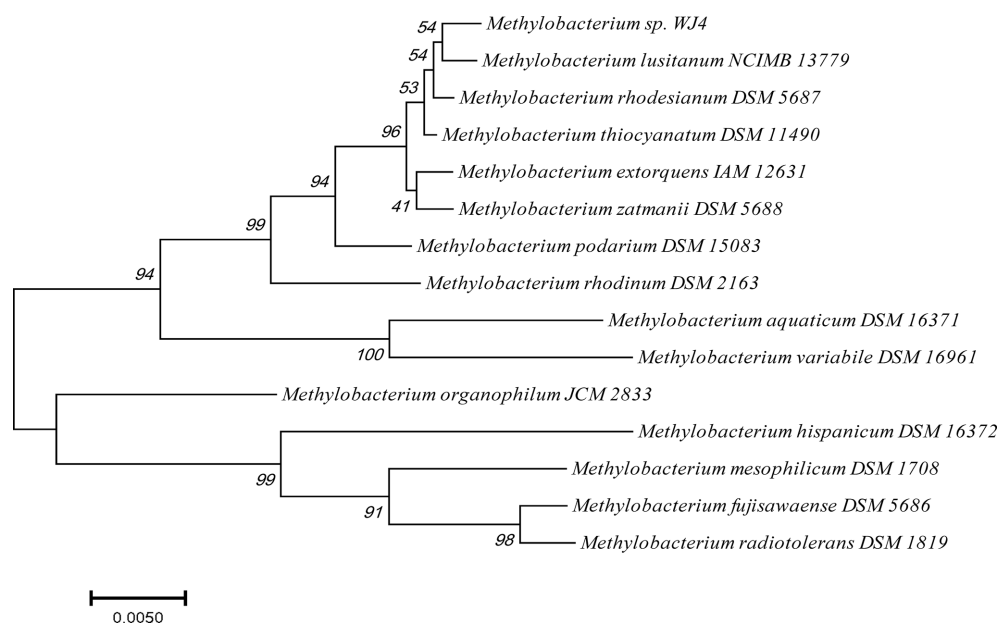 54
Methylobacterium sp. WJ4
54
Methylobacterium lusitanum NCIMB 13779
53
Methylobacterium rhodesianum DSM 5687
96
Methylobacterium thiocyanatum DSM 11490
Methylobacterium extorquens IAM 12631
94
41
Methylobacterium zatmanii DSM 5688
99
Methylobacterium podarium DSM 15083
94
Methylobacterium rhodinum DSM 2163
Methylobacterium aquaticum DSM 16371
100
Methylobacterium variabile DSM 16961
Methylobacterium organophilum JCM 2833
Methylobacterium hispanicum DSM 16372
99
Methylobacterium mesophilicum DSM 1708
91
Methylobacterium fujisawaense DSM 5686
98
Methylobacterium radiotolerans DSM 1819
0.0050